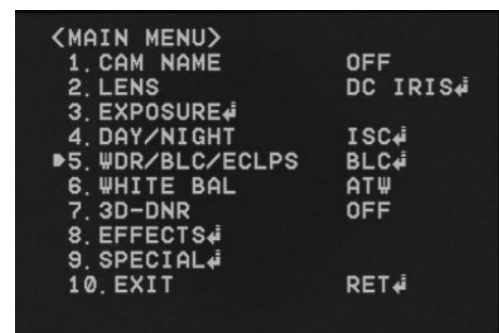 <MAIN MENU>
1. CAM NAME OFF
2. LENS DC IRIS↲
3. EXPOSURE↲
4. DAY/NIGHT ISC↲
5. WDR/BLC/ECLPS BLC↲
6. WHITE BAL ATW
7. 3D-DNR OFF
8. EFFECTS↲
9. SPECIAL↲
10. EXIT RET↲